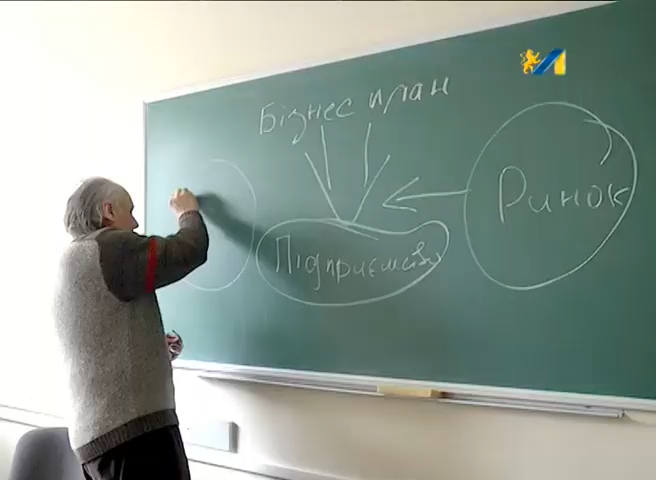 Бізнес план
Ринок
Підприємство